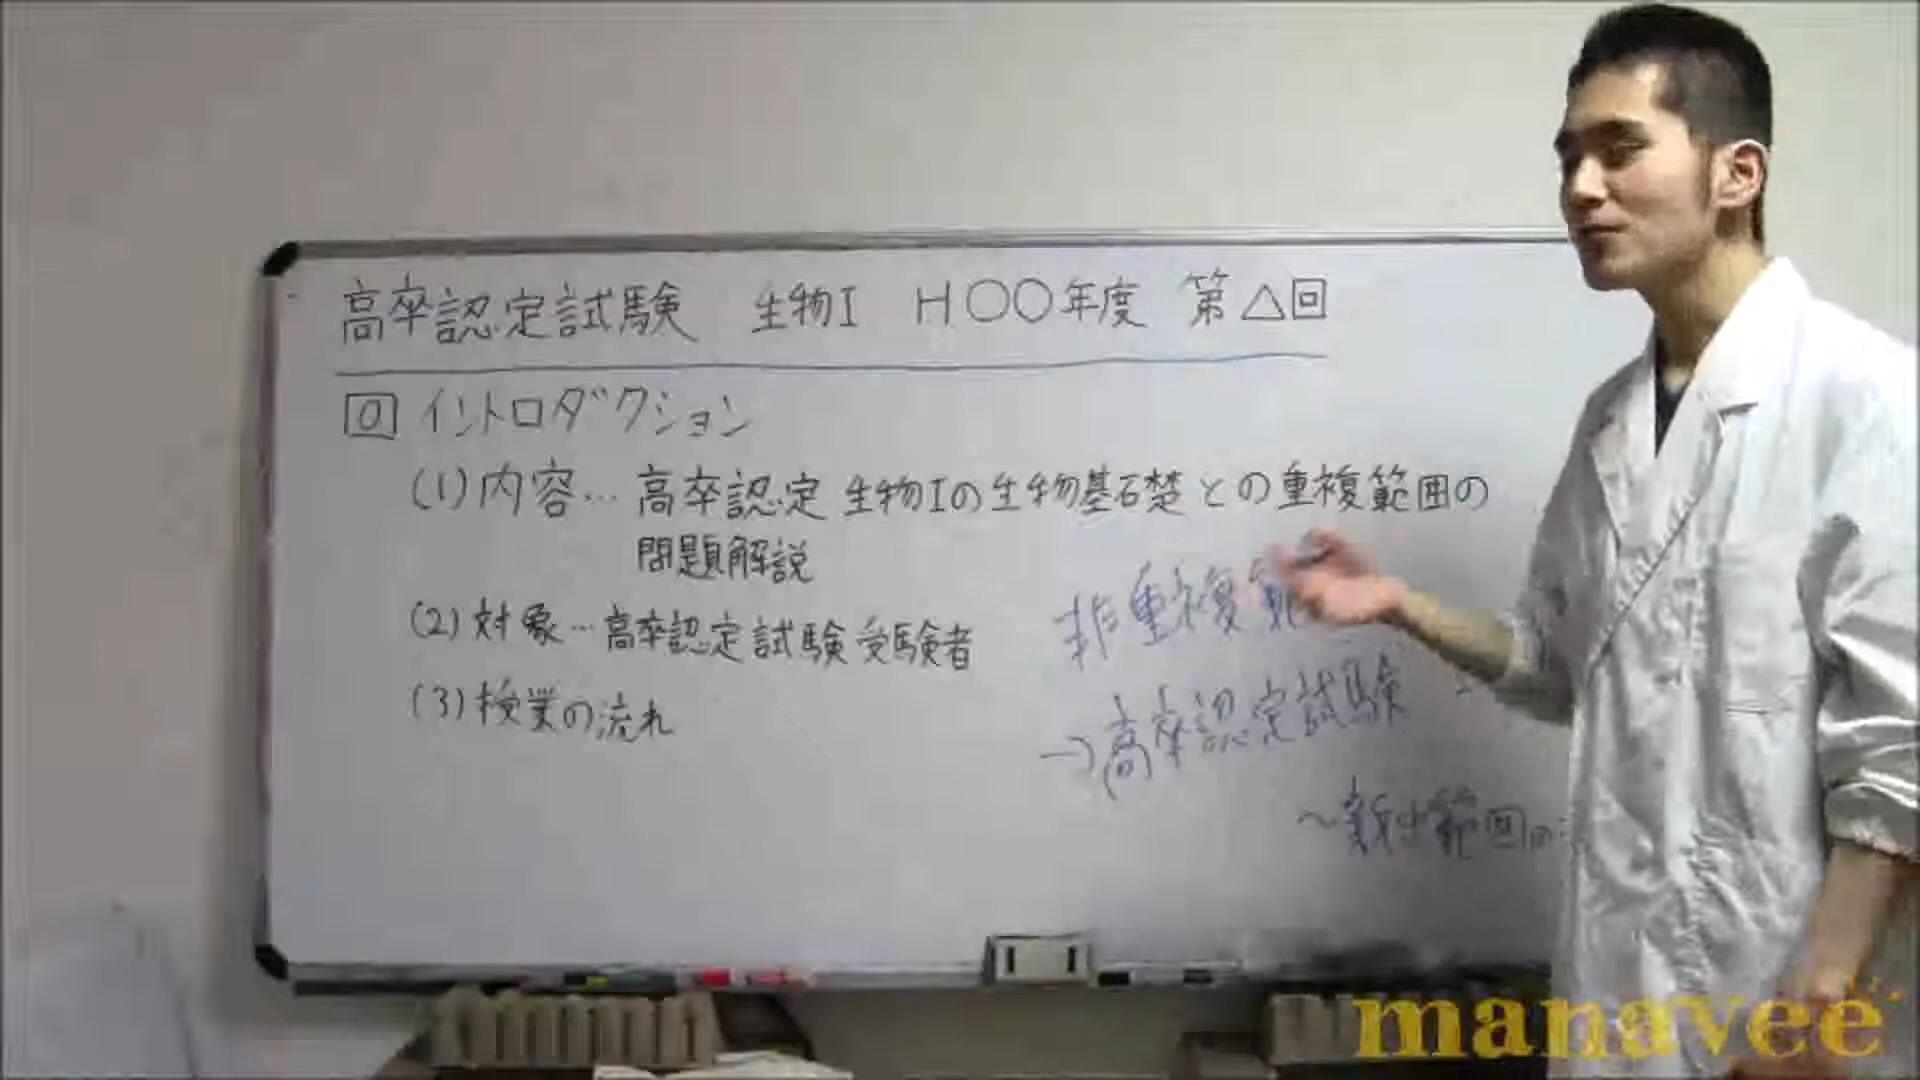 高卒認定試験 生物I H○○年度 第△回
0 イントロダクション
(1) 内容… 高卒認定 生物Iの生物基礎との重複範囲の
問題解説
(2) 対象… 高卒認定試験 受験者
(3) 授業の流れ
非重複範
→高卒認定試験
〜新出範囲の
manavee